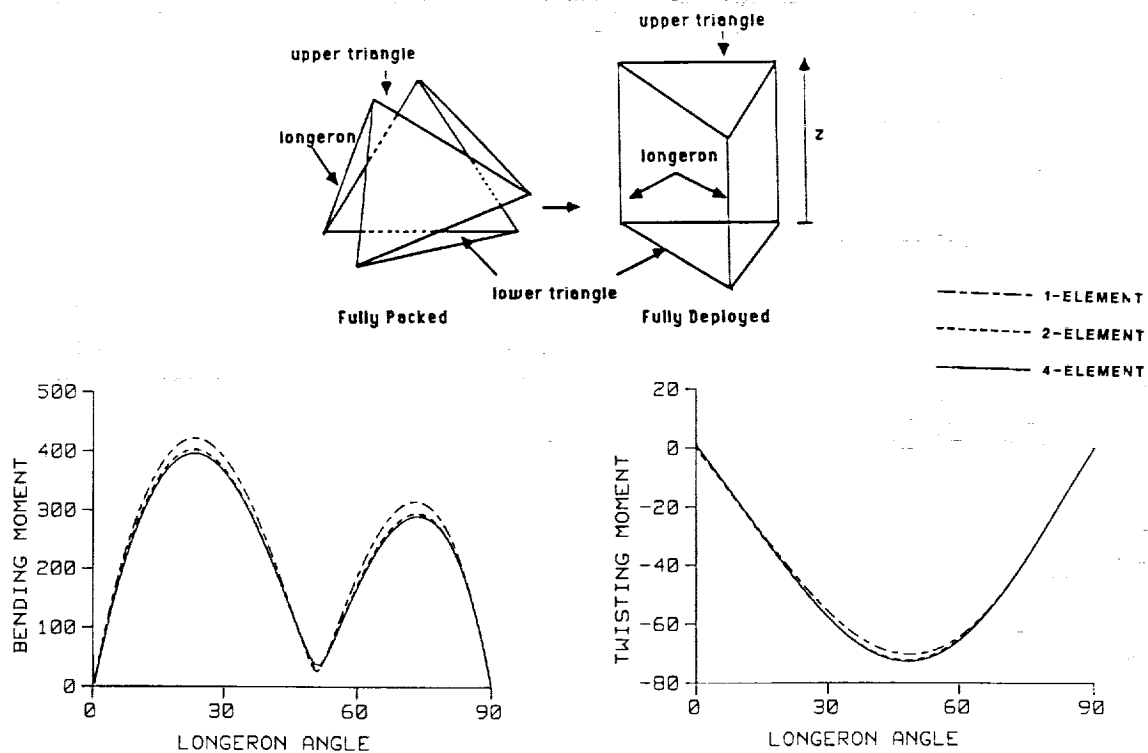 upper triangle
upper triangle
longeron
longeron
z
lower triangle
Fully Packed
Fully Deployed
1-ELEMENT
2-ELEMENT
4-ELEMENT
500
400
300
200
100
0
BENDING MOMENT
0 30 60 90
LONGERON ANGLE
20
0
-20
-40
-60
-80
TWISTING MOMENT
0 30 60 90
LONGERON ANGLE